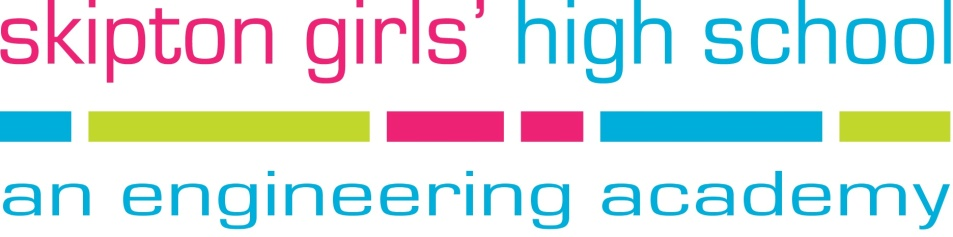 skipton girls’ high school
an engineering academy